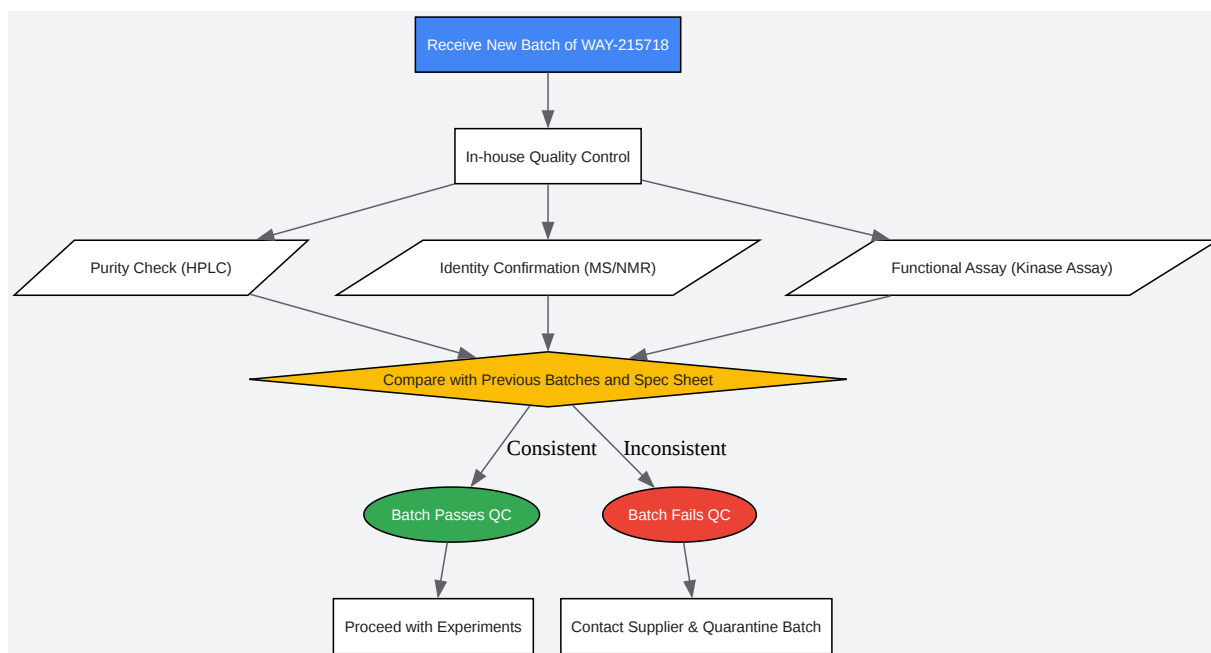 Receive New Batch of WAY-215718
In-house Quality Control
Purity Check (HPLC)
Identity Confirmation (MS/NMR)
Functional Assay (Kinase Assay)
Compare with Previous Batches and Spec Sheet
Consistent
Inconsistent
Batch Passes QC
Batch Fails QC
Proceed with Experiments
Contact Supplier & Quarantine Batch